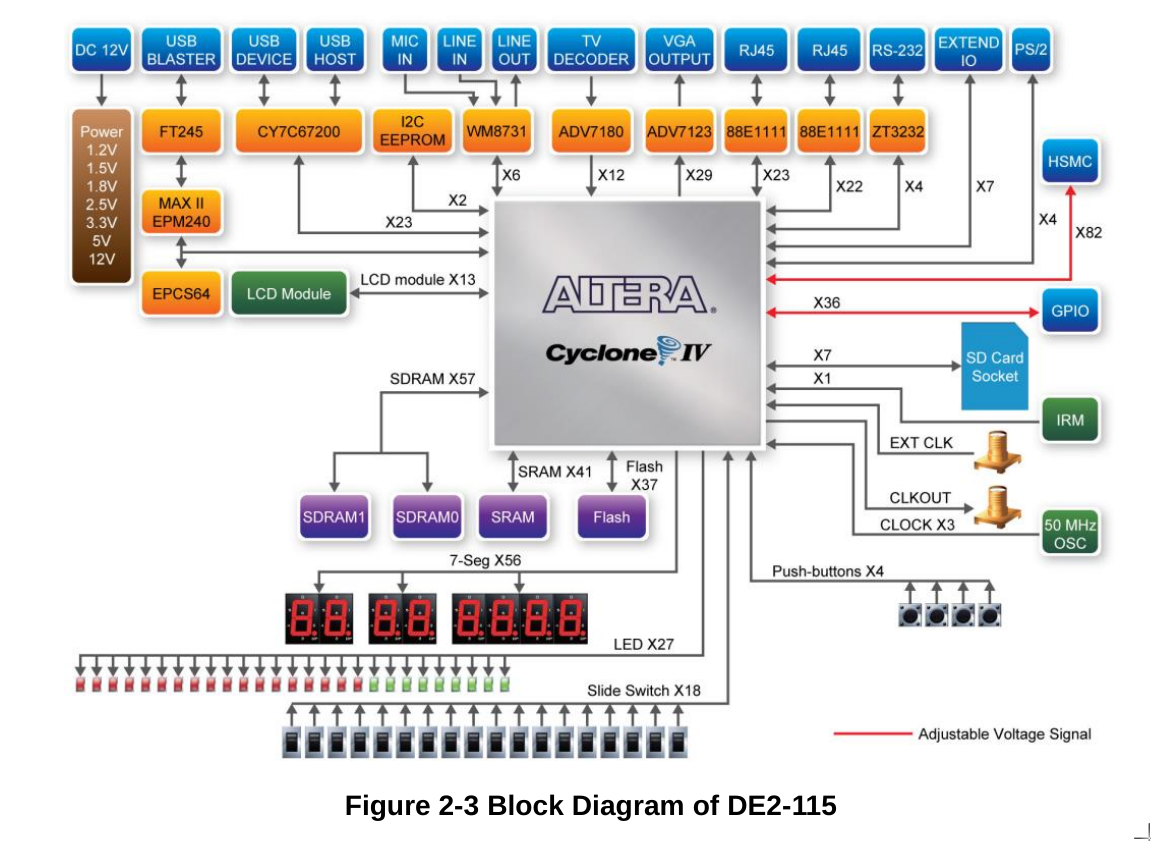 DC 12V
USB
BLASTER
USB
DEVICE
USB
HOST
MIC
IN
LINE
IN
LINE
OUT
TV
DECODER
VGA
OUTPUT
RJ45
RJ45
RS-232
EXTEND
IO
PS/2
Power
1.2V
1.5V
1.8V
2.5V
3.3V
5V
12V
FT245
CY7C67200
I2C
EEPROM
WM8731
ADV7180
ADV7123
88E1111
88E1111
ZT3232
HSMC
X6
X12
X29
X23
X22
X4
X7
X4
X82
MAX II
EPM240
X2
X23
EPCS64
LCD Module
LCD module X13
ALTERA
Cyclone IV
X36
GPIO
X7
SD Card
Socket
X1
IRM
SDRAM X57
EXT CLK
CLKOUT
CLOCK X3
50 MHz
OSC
SRAM X41
Flash
X37
SDRAM1
SDRAM0
SRAM
Flash
7-Seg X56
Push-buttons X4
88
88
8888
LED X27
Slide Switch X18
Adjustable Voltage Signal
Figure 2-3 Block Diagram of DE2-115